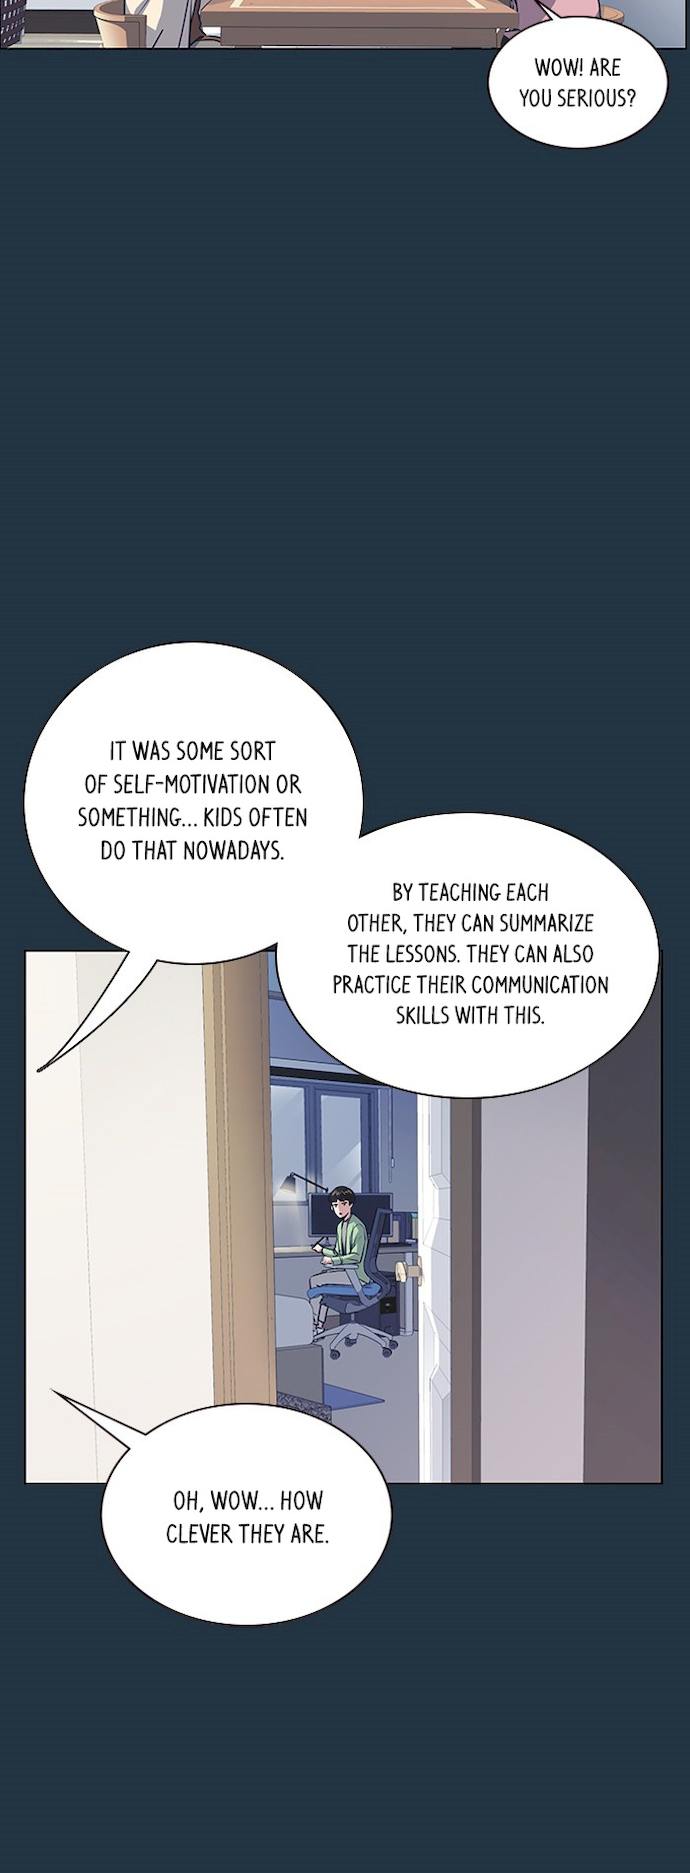 WOW! ARE
YOU SERIOUS?
IT WAS SOME SORT
OF SELF-MOTIVATION OR
SOMETHING... KIDS OFTEN
DO THAT NOWADAYS.
BY TEACHING EACH
OTHER, THEY CAN SUMMARIZE
THE LESSONS. THEY CAN ALSO
PRACTICE THEIR COMMUNICATION
SKILLS WITH THIS.
OH, WOW... HOW
CLEVER THEY ARE.